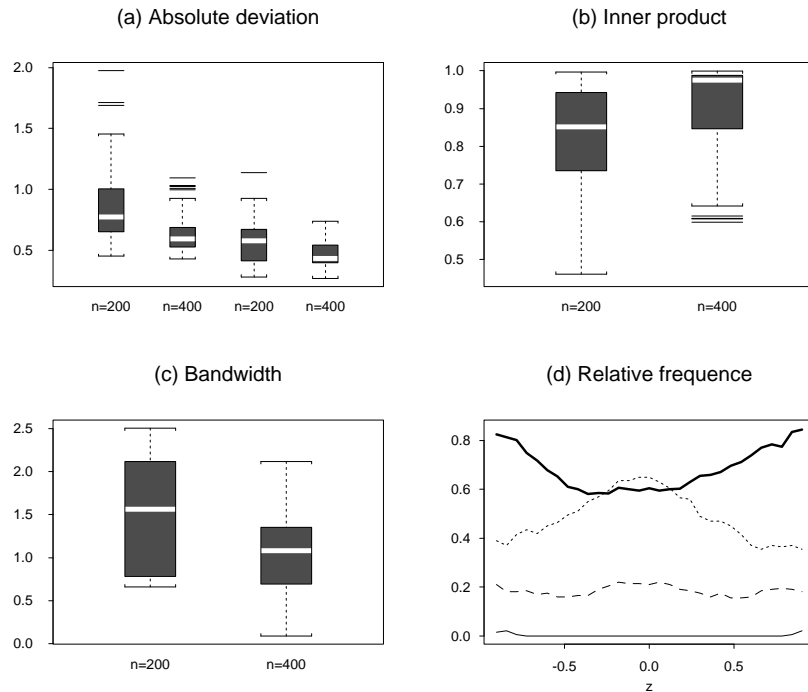 (a) Absolute deviation
2.0
1.5
1.0
0.5
n=200
n=400
n=200
n=400
(b) Inner product
1.0
0.9
0.8
0.7
0.6
0.5
n=200
n=400
(c) Bandwidth
2.5
2.0
1.5
1.0
0.5
0.0
n=200
n=400
(d) Relative frequence
0.8
0.6
0.4
0.2
0.0
-0.5
0.0
0.5
z